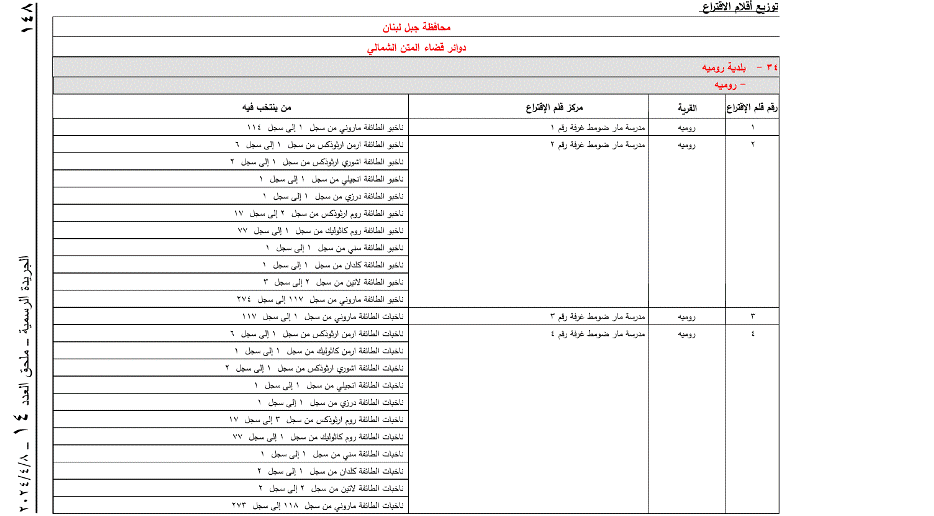 توزيع أقلام الاقتراع
محافظة جبل لبنان
دوائر قضاء المتن الشمالي
٣٤ - بلدية روميه
- روميه
رقم قلم الإقتراع القرية مركز قلم الإقتراع من ينتخب فيه
١ روميه مدرسة مار ضومط غرفة رقم ١ ناخبو الطائفة ماروني من سجل ١ إلى سجل ١١٤
٢ روميه مدرسة مار ضومط غرفة رقم ٢ ناخبو الطائفة ارمن ارثوذكس من سجل ١ إلى سجل ٦
ناخبو الطائفة اشوري ارثوذكس من سجل ١ إلى سجل ٢
ناخبو الطائفة انجيلي من سجل ١ إلى سجل ١
ناخبو الطائفة درزي من سجل ١ إلى سجل ١
ناخبو الطائفة روم ارثوذكس من سجل ٢ إلى سجل ١٧
ناخبو الطائفة روم كاثوليك من سجل ١ إلى سجل ٧٧
ناخبو الطائفة سني من سجل ١ إلى سجل ١
ناخبو الطائفة كلدان من سجل ١ إلى سجل ١
ناخبو الطائفة لاتين من سجل ٢ إلى سجل ٣
ناخبو الطائفة ماروني من سجل ١١٧ إلى سجل ٢٧٤
٣ روميه مدرسة مار ضومط غرفة رقم ٣ ناخبات الطائفة ماروني من سجل ١ إلى سجل ١١٧
٤ روميه مدرسة مار ضومط غرفة رقم ٤ ناخبات الطائفة ارمن ارثوذكس من سجل ١ إلى سجل ٦
ناخبات الطائفة ارمن كاثوليك من سجل ١ إلى سجل ١
ناخبات الطائفة اشوري ارثوذكس من سجل ١ إلى سجل ٢
ناخبات الطائفة انجيلي من سجل ١ إلى سجل ١
ناخبات الطائفة درزي من سجل ١ إلى سجل ١
ناخبات الطائفة روم ارثوذكس من سجل ٣ إلى سجل ١٧
ناخبات الطائفة روم كاثوليك من سجل ١ إلى سجل ٧٧
ناخبات الطائفة سني من سجل ١ إلى سجل ١
ناخبات الطائفة كلدان من سجل ١ إلى سجل ٢
ناخبات الطائفة لاتين من سجل ٢ إلى سجل ٢
ناخبات الطائفة ماروني من سجل ١١٨ إلى سجل ٢٧٣
١٤٨
الجريدة الرسمية – ملحق العدد ١٤ – ٢٠٢٤/٤/٨